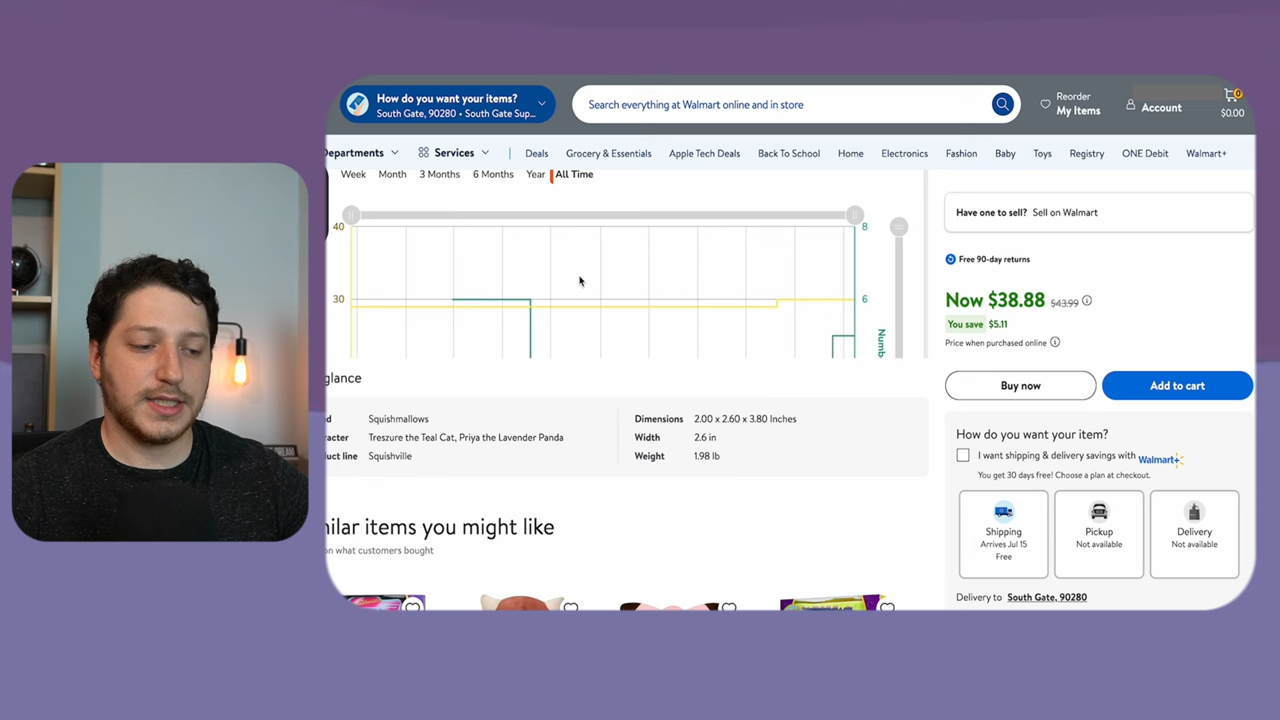 How do you want your items?
South Gate, 90280 • South Gate Sup...
Search everything at Walmart online and in store
Reorder
My Items
Account
0
$0.00
Departments
Services
Deals
Grocery & Essentials
Apple Tech Deals
Back To School
Home
Electronics
Fashion
Baby
Toys
Registry
ONE Debit
Walmart+
Week
Month
3 Months
6 Months
Year
All Time
40
8
30
6
Numb
Have one to sell? Sell on Walmart
Free 90-day returns
Now $38.88 $43.99
You save $5.11
Price when purchased online
Buy now
Add to cart
glance
Squishmallows
Dimensions 2.00 x 2.60 x 3.80 Inches
racter Treszure the Teal Cat, Priya the Lavender Panda
Width 2.6 in
uct line Squishville
Weight 1.98 lb
How do you want your item?
I want shipping & delivery savings with Walmart+
You get 30 days free! Choose a plan at checkout.
Shipping
Arrives Jul 15
Free
Pickup
Not available
Delivery
Not available
Delivery to South Gate, 90280
ilar items you might like
on what customers bought